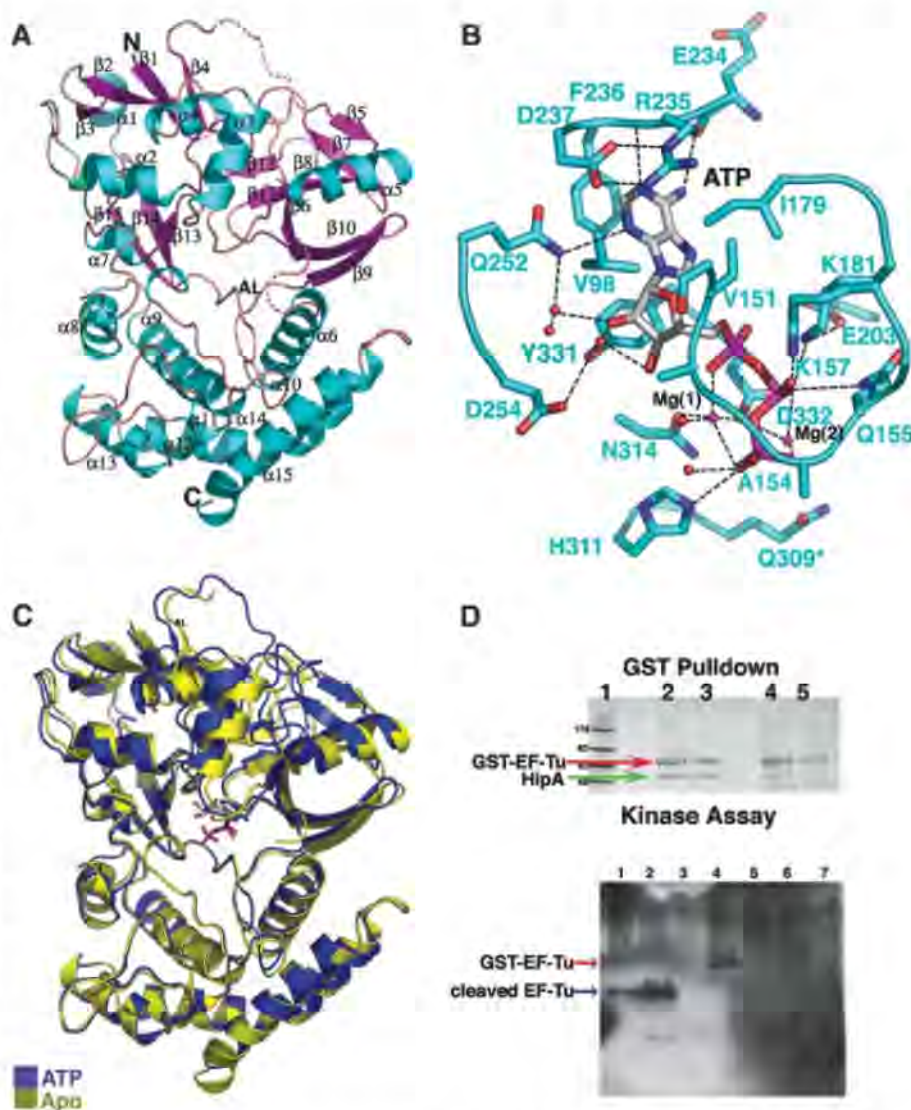 A
N
β2
β1
β4
β3
α1
α2
β5
β7
β8
α5
β10
β9
β14
β13
α7
AL
α8
α9
α6
α10
α14
α13
α15
C
B
E234
F236
R235
D237
ATP
I179
Q252
V98
K181
V151
E203
Y331
K157
D254
Mg(1)
D332
Mg(2)
Q155
N314
A154
H311
Q309*
C
ATP
Apo
D
GST Pulldown
1 2 3 4 5
GST-EF-Tu
HipA
Kinase Assay
1 2 3 4 5 6 7
GST-EF-Tu
cleaved EF-Tu